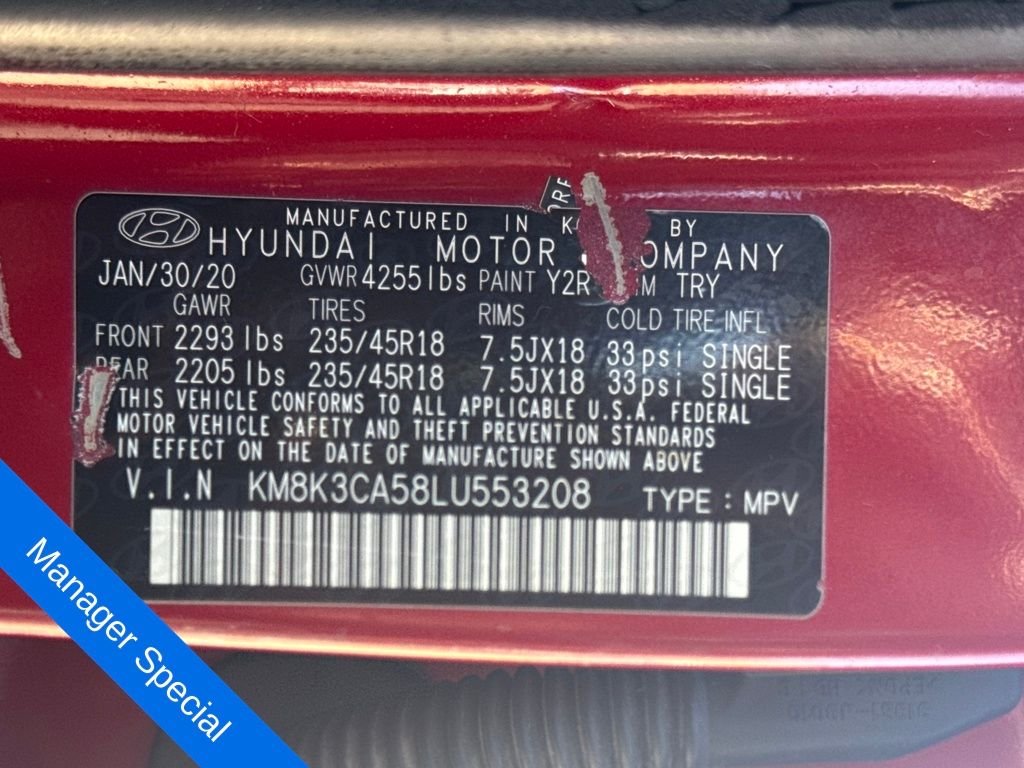 MANUFACTURED IN BY
HYUNDAI MOTOR COMPANY
JAN/30/20 GVWR 4255 lbs PAINT Y2R TRY
GAWR TIRES RIMS COLD TIRE INFL
FRONT 2293 lbs 235/45R18 7.5JX18 33psi SINGLE
REAR 2205 lbs 235/45R18 7.5JX18 33psi SINGLE
THIS VEHICLE CONFORMS TO ALL APPLICABLE U.S.A. FEDERAL
MOTOR VEHICLE SAFETY AND THEFT PREVENTION STANDARDS
IN EFFECT ON THE DATE OF MANUFACTURE SHOWN ABOVE
V.I.N KM8K3CA58LU553208 TYPE : MPV
Manager Special